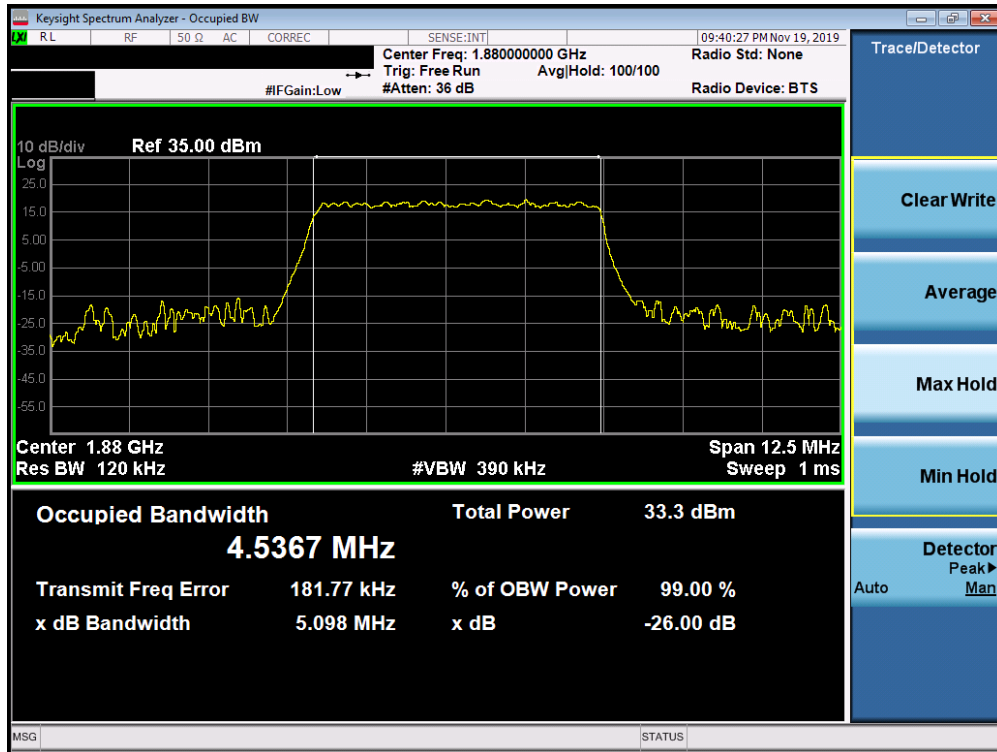 Keysight Spectrum Analyzer - Occupied BW
LXI RL RF 50 Ω AC CORREC SENSE:INT 09:40:27 PM Nov 19, 2019
Center Freq: 1.880000000 GHz Radio Std: None
Trig: Free Run Avg|Hold: 100/100
#IFGain:Low #Atten: 36 dB Radio Device: BTS
10 dB/div Ref 35.00 dBm
Log
25.0
15.0
5.00
-5.00
-15.0
-25.0
-35.0
-45.0
-55.0
Center 1.88 GHz Span 12.5 MHz
Res BW 120 kHz #VBW 390 kHz Sweep 1 ms
Occupied Bandwidth Total Power 33.3 dBm
4.5367 MHz
Transmit Freq Error 181.77 kHz % of OBW Power 99.00 %
x dB Bandwidth 5.098 MHz x dB -26.00 dB
MSG STATUS
Trace/Detector
Clear Write
Average
Max Hold
Min Hold
Detector
Peak▶
Auto Man